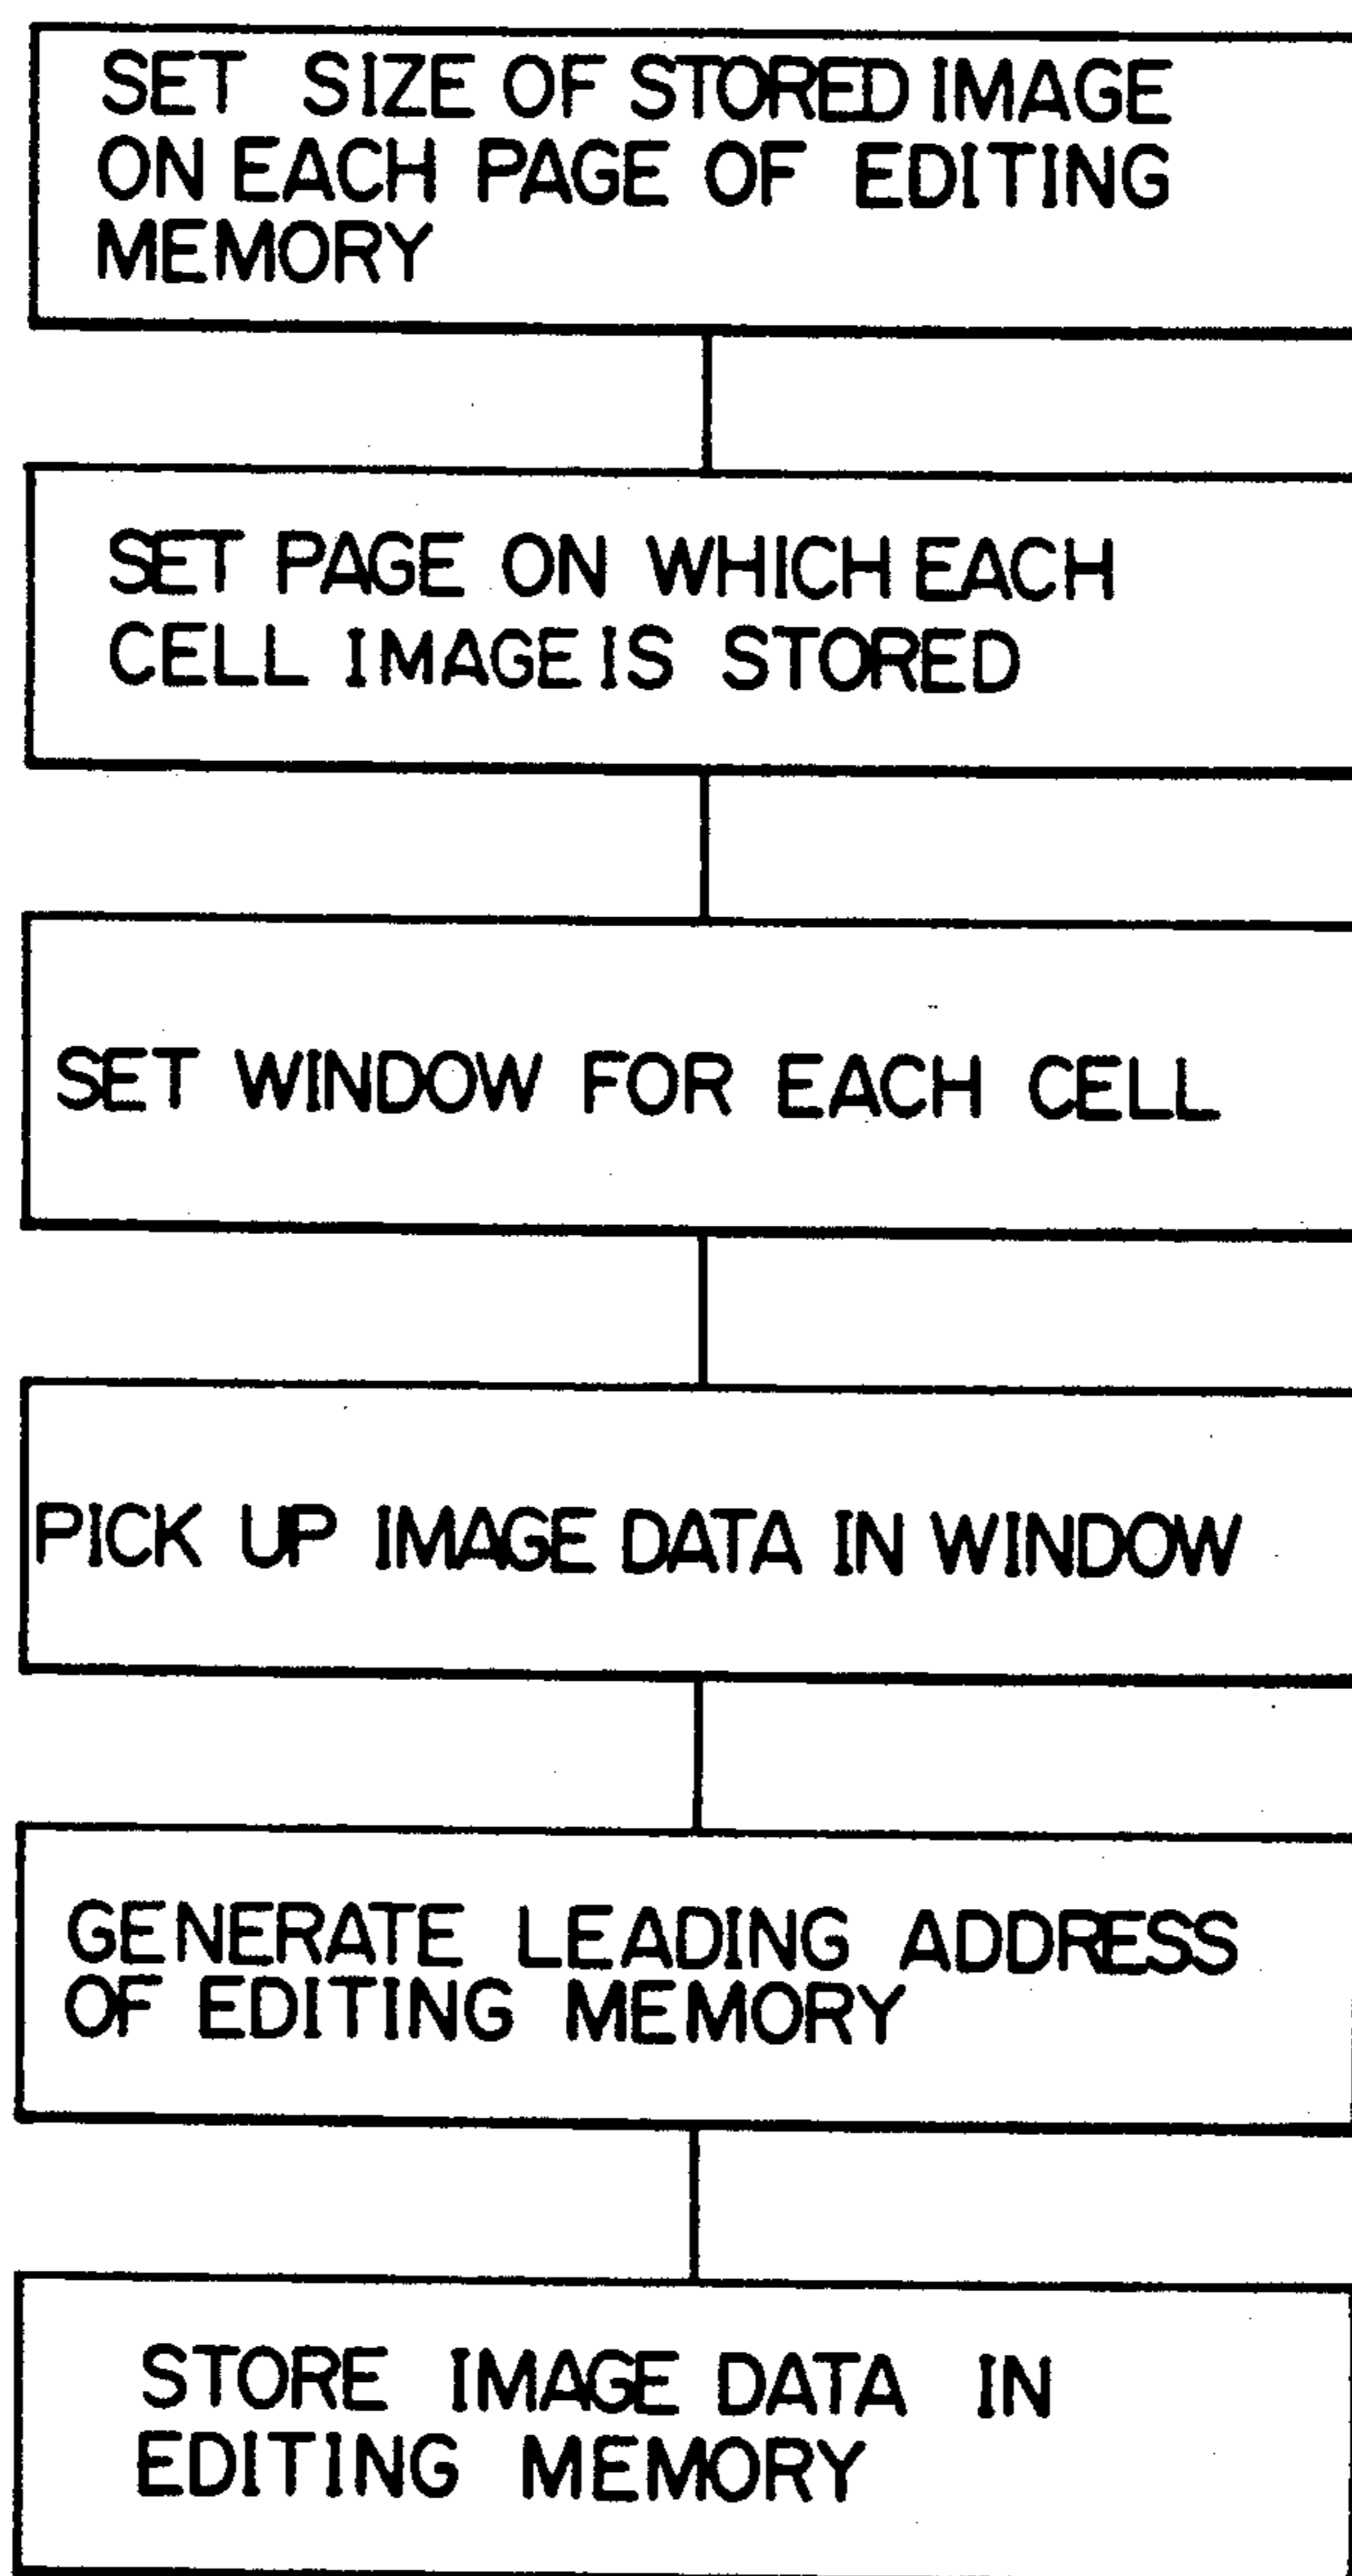 SET SIZE OF STORED IMAGE
ON EACH PAGE OF EDITING
MEMORY
SET PAGE ON WHICH EACH
CELL IMAGE IS STORED
SET WINDOW FOR EACH CELL
PICK UP IMAGE DATA IN WINDOW
GENERATE LEADING ADDRESS
OF EDITING MEMORY
STORE IMAGE DATA IN
EDITING MEMORY